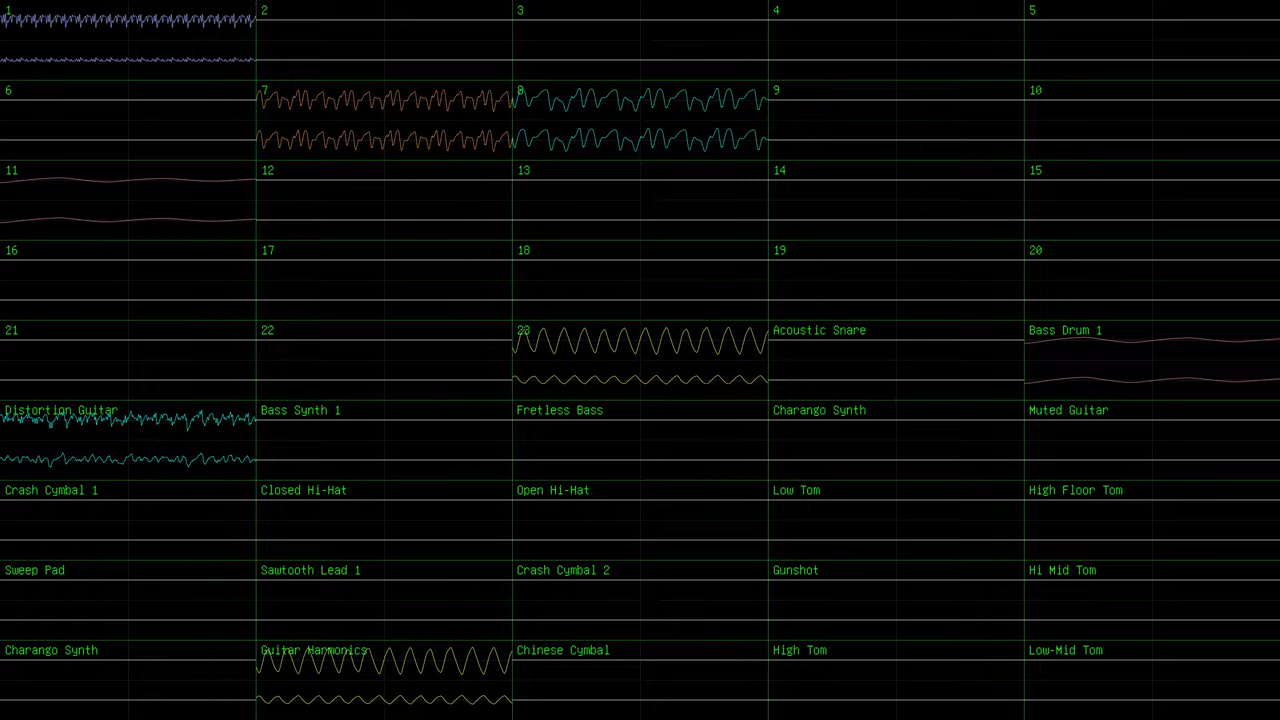 1 2 3 4 5
6 7 8 9 10
11 12 13 14 15
16 17 18 19 20
21 22 23 Acoustic Snare Bass Drum 1
Distortion Guitar Bass Synth 1 Fretless Bass Charango Synth Muted Guitar
Crash Cymbal 1 Closed Hi-Hat Open Hi-Hat Low Tom High Floor Tom
Sweep Pad Sawtooth Lead 1 Crash Cymbal 2 Gunshot Hi Mid Tom
Charango Synth Guitar Harmonics Chinese Cymbal High Tom Low-Mid Tom